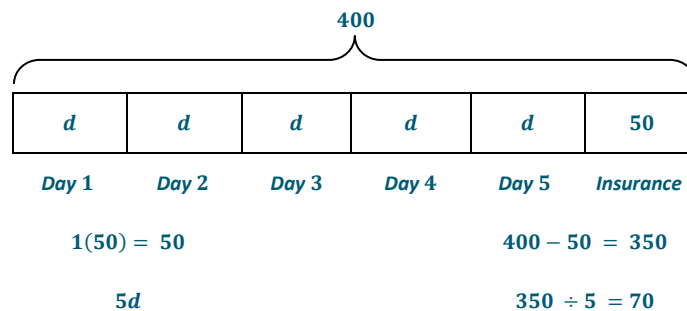 400
d d d d d 50
Day 1 Day 2 Day 3 Day 4 Day 5 Insurance
1(50) = 50 400 − 50 = 350
5d 350 ÷ 5 = 70